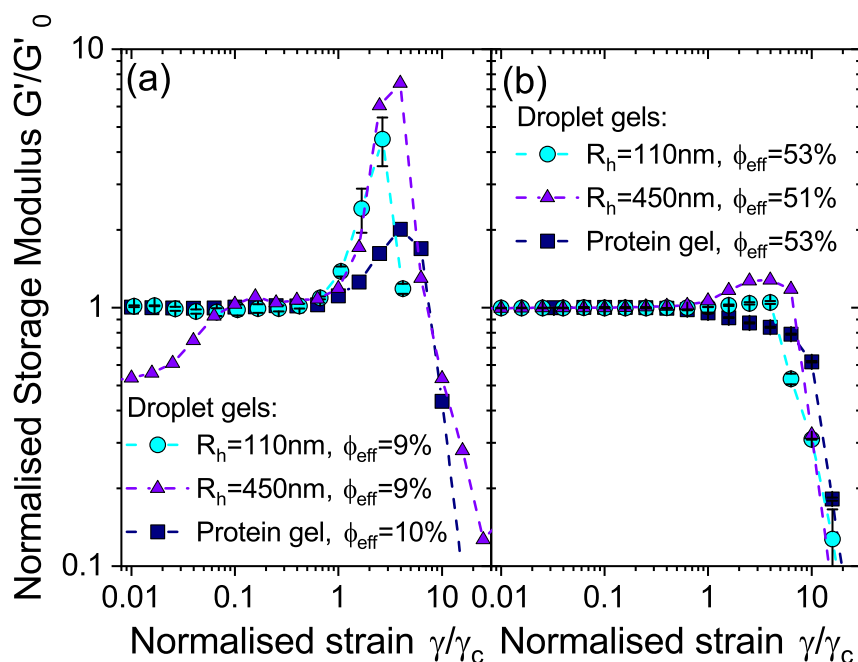 Normalised Storage Modulus G'/G'₀
10
1
0.1
(a)
Droplet gels:
R_h=110nm, ϕ_eff=9%
R_h=450nm, ϕ_eff=9%
Protein gel, ϕ_eff=10%
0.01 0.1 1 10
Normalised strain γ/γ_c
(b)
Droplet gels:
R_h=110nm, ϕ_eff=53%
R_h=450nm, ϕ_eff=51%
Protein gel, ϕ_eff=53%
0.01 0.1 1 10
Normalised strain γ/γ_c